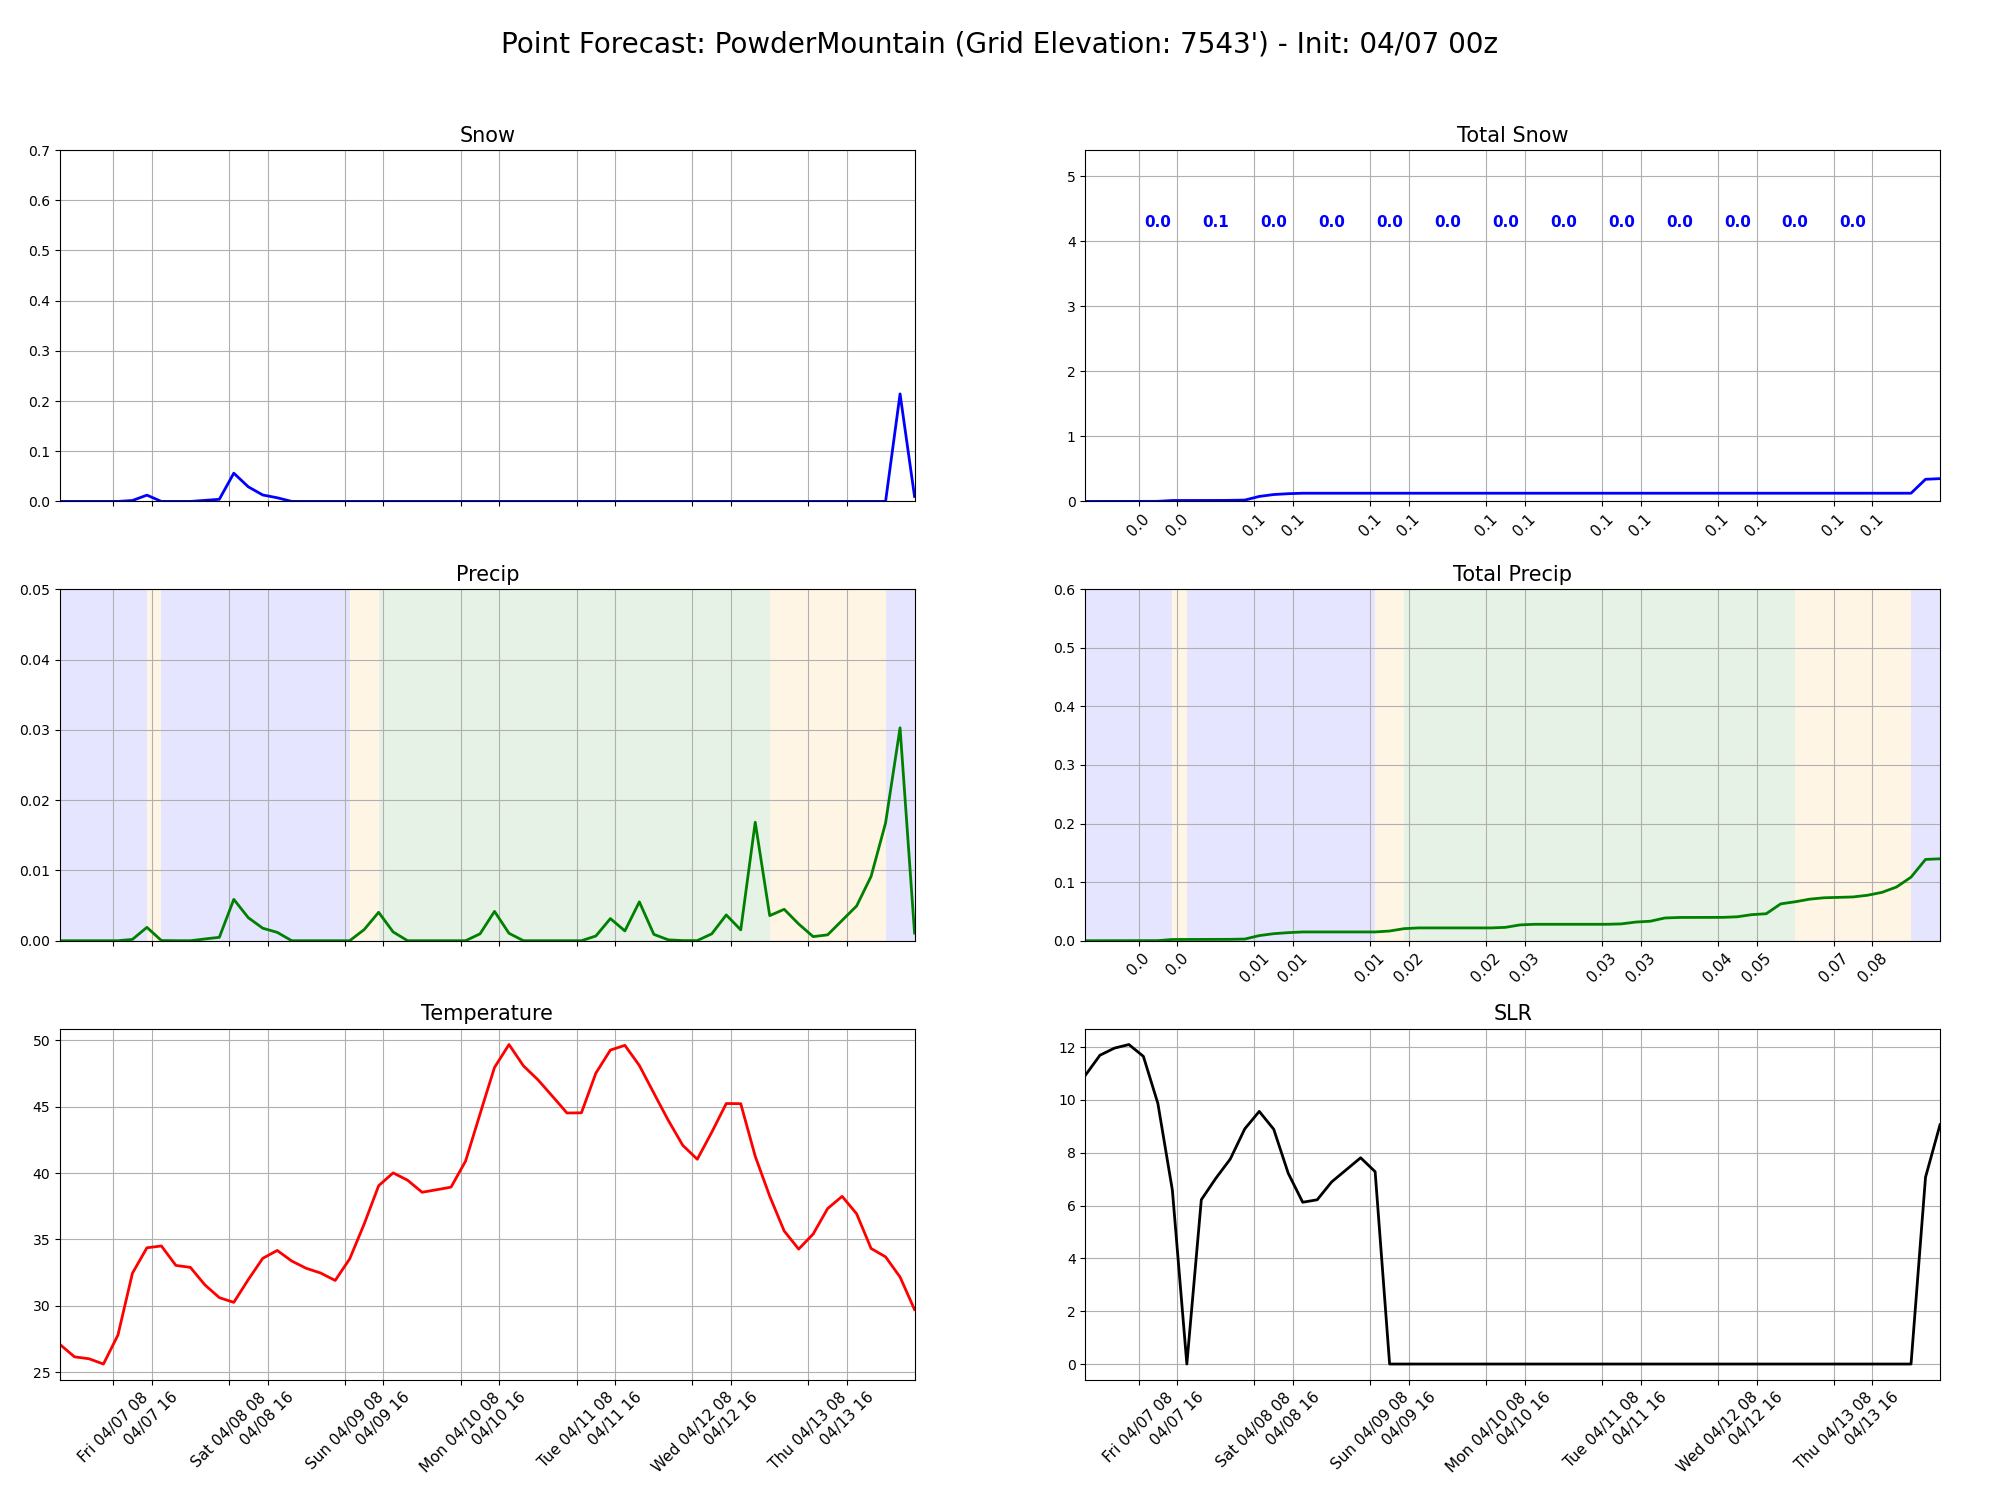 Point Forecast: PowderMountain (Grid Elevation: 7543') - Init: 04/07 00z
Snow
0.7
0.6
0.5
0.4
0.3
0.2
0.1
0.0
Total Snow
5
4
3
2
1
0
0.0 0.1 0.0 0.0 0.0 0.0 0.0 0.0 0.0 0.0 0.0 0.0 0.0
0.0 0.0 0.1 0.1 0.1 0.1 0.1 0.1 0.1 0.1 0.1 0.1 0.1 0.1
Precip
0.05
0.04
0.03
0.02
0.01
0.00
Total Precip
0.6
0.5
0.4
0.3
0.2
0.1
0.0
0.0 0.0 0.01 0.01 0.01 0.02 0.02 0.03 0.03 0.03 0.04 0.05 0.07 0.08
Temperature
50
45
40
35
30
25
Fri 04/07 08
04/07 16
Sat 04/08 08
04/08 16
Sun 04/09 08
04/09 16
Mon 04/10 08
04/10 16
Tue 04/11 08
04/11 16
Wed 04/12 08
04/12 16
Thu 04/13 08
04/13 16
SLR
12
10
8
6
4
2
0
Fri 04/07 08
04/07 16
Sat 04/08 08
04/08 16
Sun 04/09 08
04/09 16
Mon 04/10 08
04/10 16
Tue 04/11 08
04/11 16
Wed 04/12 08
04/12 16
Thu 04/13 08
04/13 16